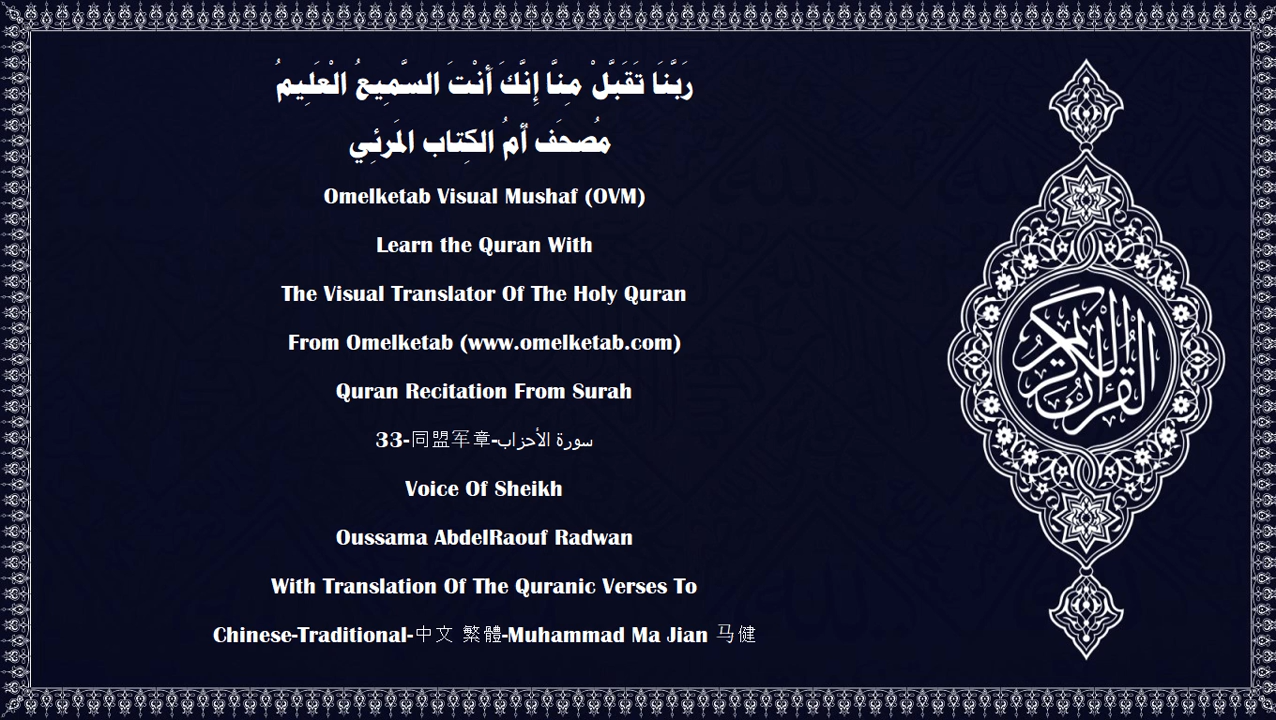 رَبَّنَا تَقَبَّلْ مِنَّا إِنَّكَ أَنْتَ السَّمِيعُ الْعَلِيمُ
مُصحَف أمُ الكِتاب المَرئِي
Omelketab Visual Mushaf (OVM)
Learn the Quran With
The Visual Translator Of The Holy Quran
From Omelketab (www.omelketab.com)
Quran Recitation From Surah
33-同盟军章-سورة الأحزاب
Voice Of Sheikh
Oussama AbdelRaouf Radwan
With Translation Of The Quranic Verses To
Chinese-Traditional-中文 繁體-Muhammad Ma Jian 马健
القرآن الكريم